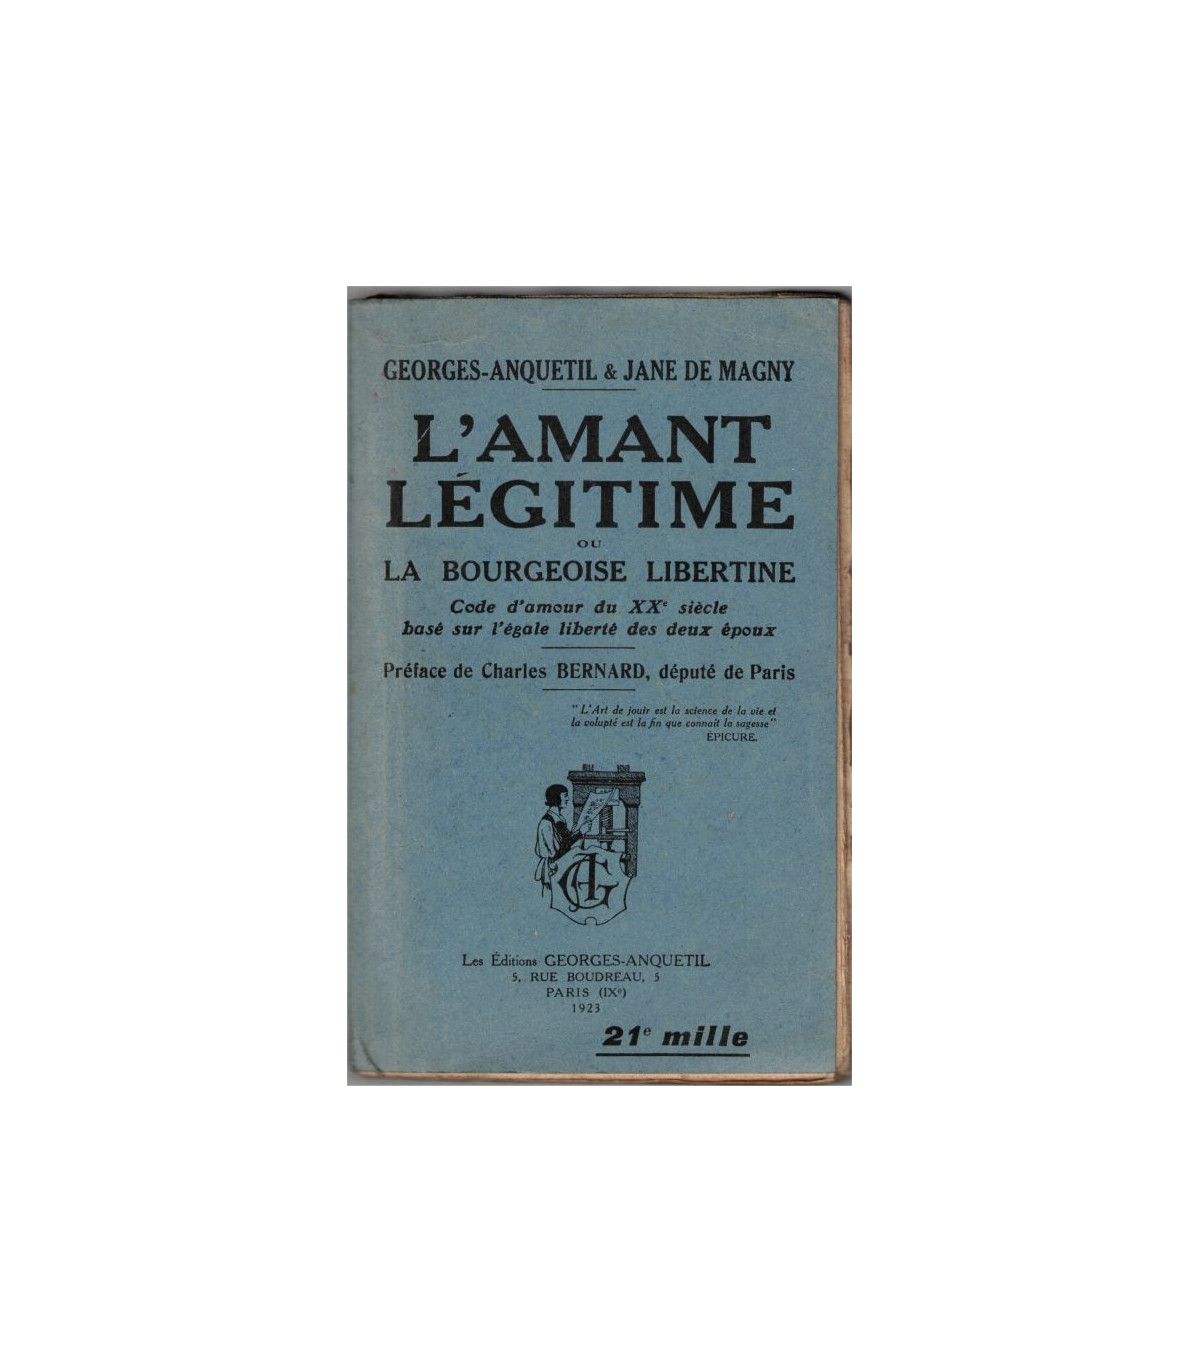 GEORGES-ANQUETIL & JANE DE MAGNY
L'AMANT
LÉGITIME
OU
LA BOURGEOISE LIBERTINE
Code d'amour du XXe siècle
basé sur l'égale liberté des deux époux
Préface de Charles BERNARD, député de Paris
"L'Art de jouir est la science de la vie et
la volupté est la fin que connaît la sagesse"
ÉPICURE.
AG
Les Éditions GEORGES-ANQUETIL
5, RUE BOUDREAU, 5
PARIS (IXe)
1923
21e mille